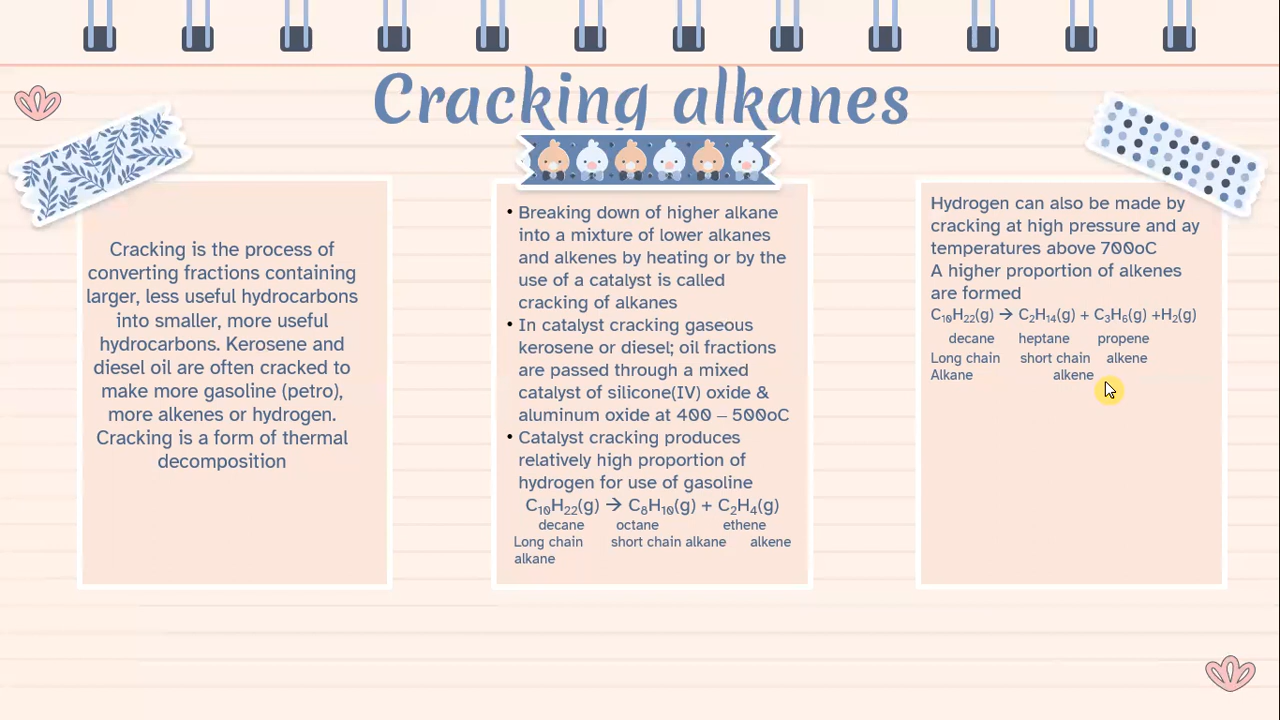 Cracking alkanes
Cracking is the process of
converting fractions containing
larger, less useful hydrocarbons
into smaller, more useful
hydrocarbons. Kerosene and
diesel oil are often cracked to
make more gasoline (petro),
more alkenes or hydrogen.
Cracking is a form of thermal
decomposition
• Breaking down of higher alkane
into a mixture of lower alkanes
and alkenes by heating or by the
use of a catalyst is called
cracking of alkanes
• In catalyst cracking gaseous
kerosene or diesel; oil fractions
are passed through a mixed
catalyst of silicone(IV) oxide &
aluminum oxide at 400 – 500oC
• Catalyst cracking produces
relatively high proportion of
hydrogen for use of gasoline
C₁₀H₂₂(g) → C₈H₁₀(g) + C₂H₄(g)
decane octane ethene
Long chain short chain alkane alkene
alkane
Hydrogen can also be made by
cracking at high pressure and ay
temperatures above 700oC
A higher proportion of alkenes
are formed
C₁₀H₂₂(g) → C₂H₁₄(g) + C₃H₆(g) +H₂(g)
decane heptane propene
Long chain short chain alkene
Alkane alkene